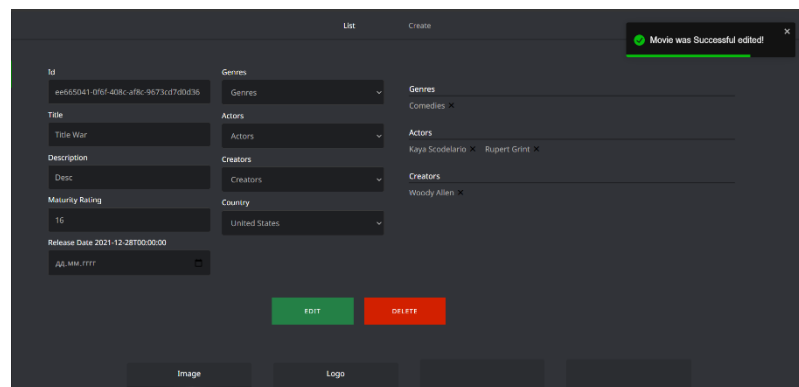 List
Create
Movie was Successful edited!
Id
ee665041-0f6f-408c-af8c-9673cd7d0d36
Title
Title War
Description
Desc
Maturity Rating
16
Release Date 2021-12-28T00:00:00
дд.мм.гггг
Genres
Genres
Actors
Actors
Creators
Creators
Country
United States
Genres
Comedies ×
Actors
Kaya Scodelario × Rupert Grint ×
Creators
Woody Allen ×
EDIT
DELETE
Image
Logo